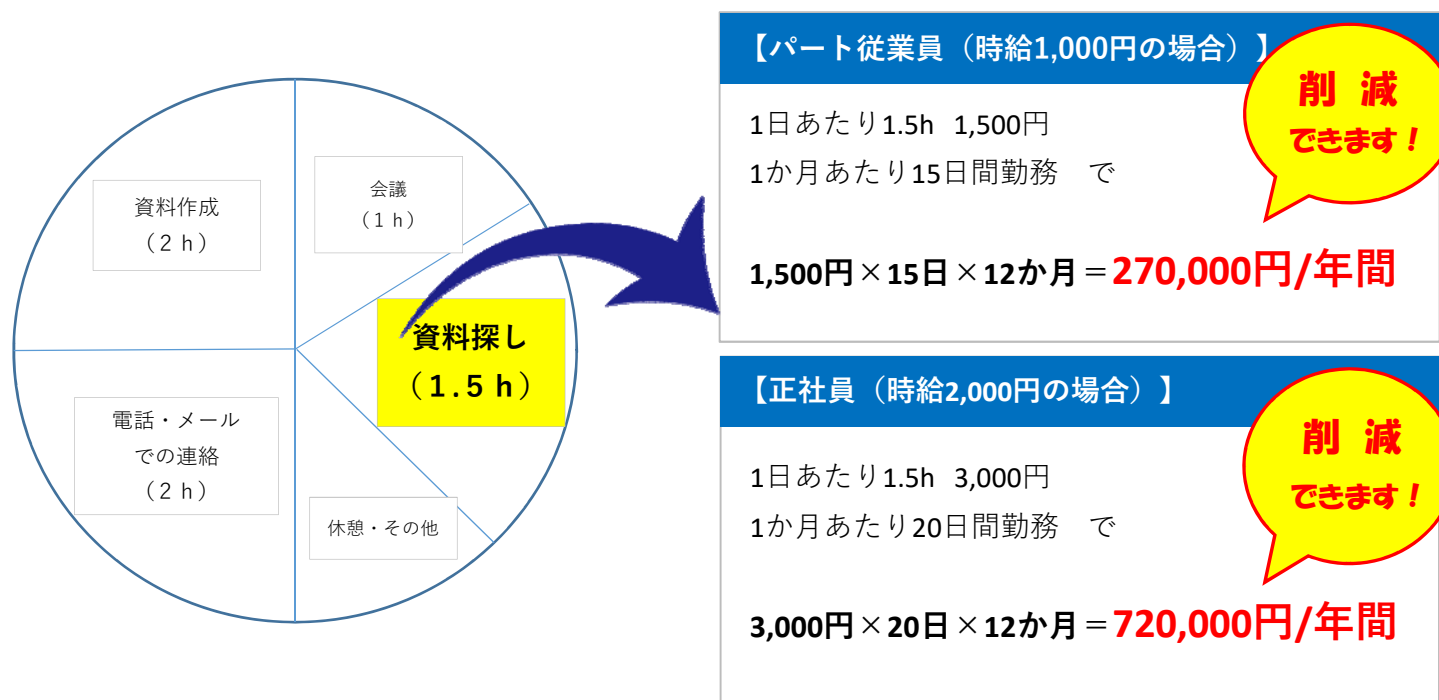 資料作成
（２ｈ）
会議
（１ｈ）
資料探し
（１.５ｈ）
電話・メール
での連絡
（２ｈ）
休憩・その他
【パート従業員（時給1,000円の場合）】
削 減
できます！
1日あたり1.5h 1,500円
1か月あたり15日間勤務　で
1,500円×15日×12か月＝270,000円/年間
【正社員（時給2,000円の場合）】
削 減
できます！
1日あたり1.5h 3,000円
1か月あたり20日間勤務　で
3,000円×20日×12か月＝720,000円/年間